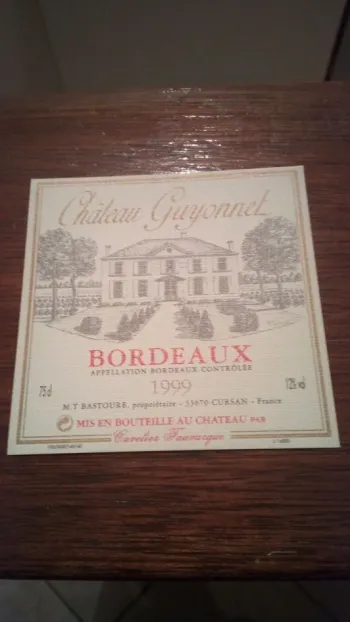 Château Guyonnet
BORDEAUX
APPELLATION BORDEAUX CONTRÔLÉE
75 cl
1999
12% vol
M.T BASTOURE, propriétaire - 33670 CURSAN - France
MIS EN BOUTEILLE AU CHATEAU PAR